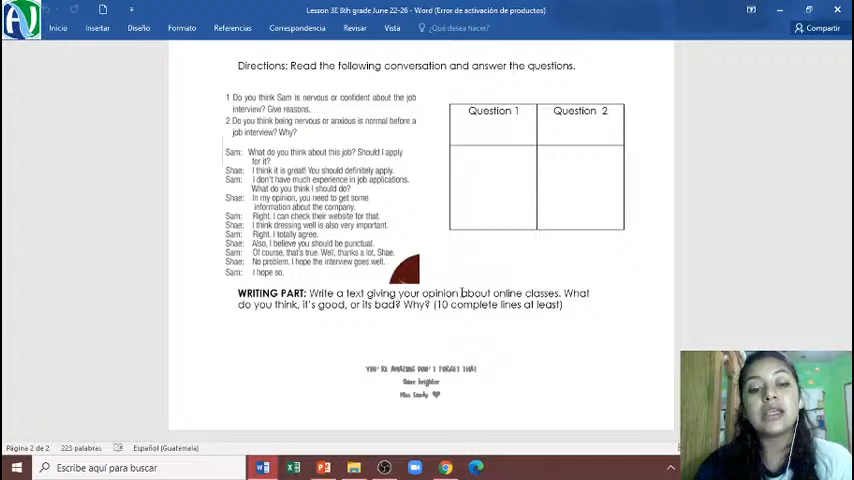 Lesson 3E 8th grade June 22-26 - Word (Error de activación de productos)
Inicio Insertar Diseño Formato Referencias Correspondencia Revisar Vista ¿Qué desea hacer? Compartir
Directions: Read the following conversation and answer the questions.
1 Do you think Sam is nervous or confident about the job
interview? Give reasons.
2 Do you think being nervous or anxious is normal before a
job interview? Why?
Question 1 Question 2
Sam: What do you think about this job? Should I apply
for it?
Shae: I think it is great! You should definitely apply.
Sam: I don't have much experience in job applications.
What do you think I should do?
Shae: In my opinion, you need to get some
information about the company.
Sam: Right. I can check their website for that.
Shae: I think dressing well is also very important.
Sam: Right. I totally agree.
Shae: Also, I believe you should be punctual.
Sam: Of course, that's true. Well, thanks a lot, Shae.
Shae: No problem. I hope the interview goes well.
Sam: I hope so.
WRITING PART: Write a text giving your opinion about online classes. What
do you think, it's good, or its bad? Why? (10 complete lines at least)
YOU'RE AMAZING DON'T FORGET THAT
Shine brighter
Miss Sandy
Página 2 de 2 223 palabras Español (Guatemala)
Escribe aquí para buscar